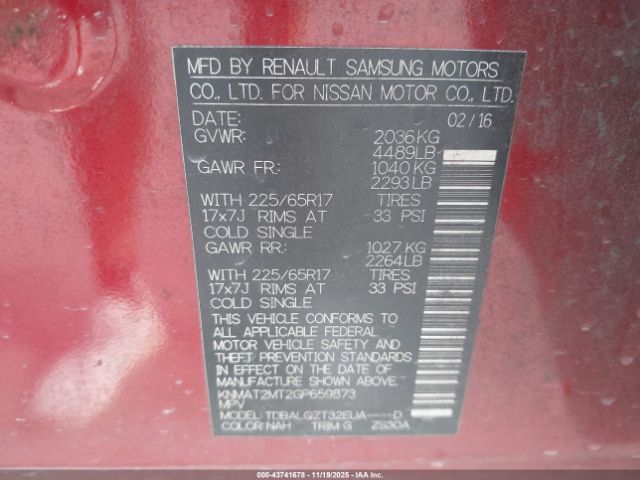 MFD BY RENAULT SAMSUNG MOTORS
CO., LTD. FOR NISSAN MOTOR CO., LTD.
DATE: 02/16
GVWR: 2036KG
4489LB
GAWR FR: 1040KG
2293LB
WITH 225/65R17 TIRES
17x7J RIMS AT 33 PSI
COLD SINGLE
GAWR RR: 1027KG
2264LB
WITH 225/65R17 TIRES
17x7J RIMS AT 33 PSI
COLD SINGLE
THIS VEHICLE CONFORMS TO
ALL APPLICABLE FEDERAL
MOTOR VEHICLE SAFETY AND
THEFT PREVENTION STANDARDS
IN EFFECT ON THE DATE OF
MANUFACTURE SHOWN ABOVE.
KNMAT2MT2GP659873
MPV
MODEL: TDBALQZT32EUA----D
COLOR:NAH TRIM:G ZS30A
Stock: 43741678 | 11/19/2025 | IAA